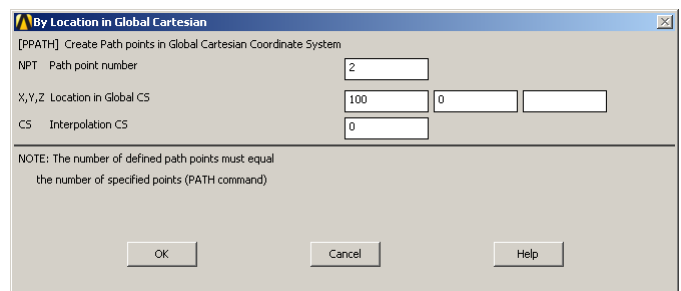 By Location in Global Cartesian
[PPATH] Create Path points in Global Cartesian Coordinate System
NPT Path point number 2
X,Y,Z Location in Global CS 100 0
CS Interpolation CS 0
NOTE: The number of defined path points must equal
the number of specified points (PATH command)
OK Cancel Help